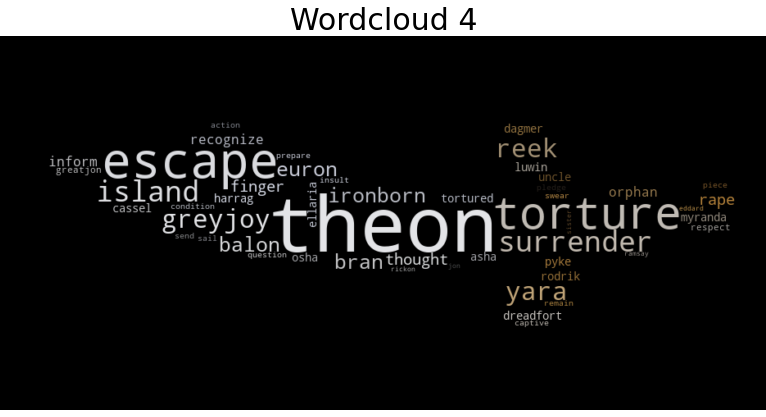 Wordcloud 4
action
dagmer
recognize
reek
escape
prepare
inform
greatjon
euron
luwin
uncle
insult
pledge
finger
island
harrag
ironborn
tortured
swear
orphan
piece
rape
cassel
condition
ellaria
theon
torture
eddard
myranda
respect
greyjoy
sister
send
sail
balon
surrender
question
osha
bran
thought
asha
ramsay
rickon
jon
pyke
rodrik
yara
remain
dreadfort
captive